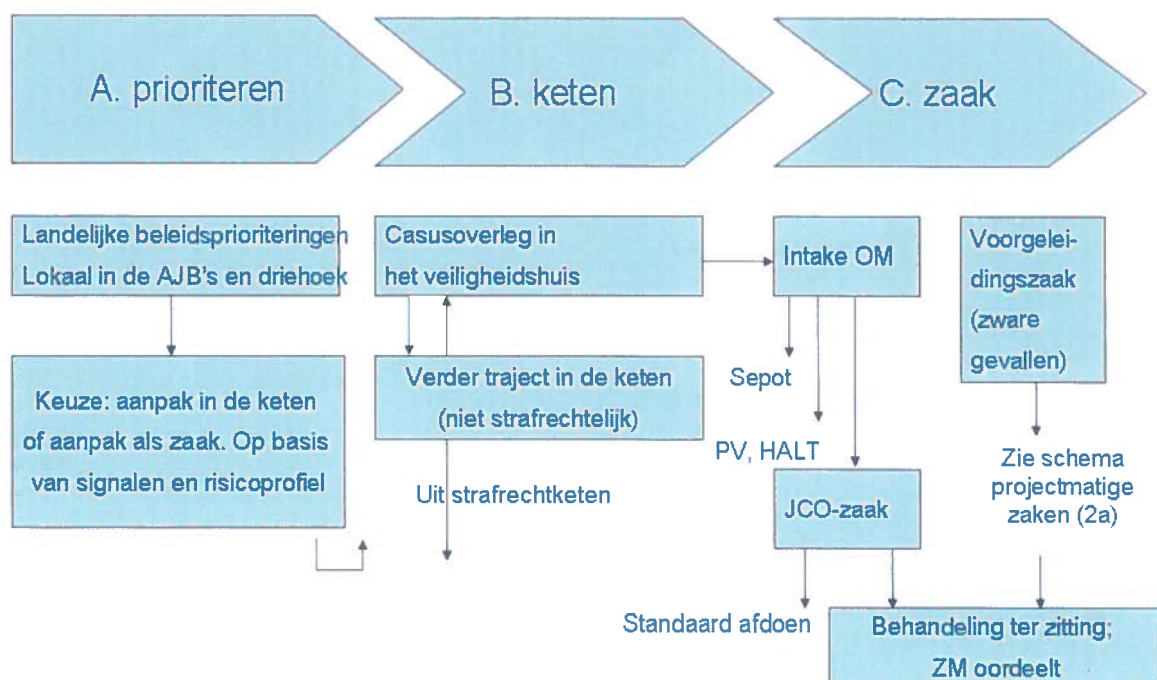 A. prioriteren
B. keten
C. zaak
Landelijke beleidsprioriteringen
Lokaal in de AJB's en driehoek
Keuze: aanpak in de keten
of aanpak als zaak. Op basis
van signalen en risicoprofiel
Casusoverleg in
het veiligheidshuis
Verder traject in de keten
(niet strafrechtelijk)
Uit strafrechtketen
Intake OM
Sepot
PV, HALT
JCO-zaak
Standaard afdoen
Voorgelei-
dingszaak
(zware
gevallen)
Zie schema
projectmatige
zaken (2a)
Behandeling ter zitting;
ZM oordeelt